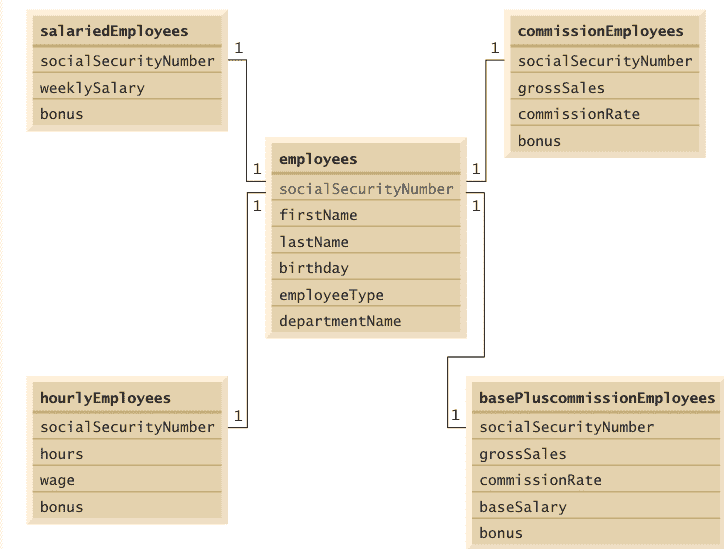 salariedEmployees
socialSecurityNumber
weeklySalary
bonus
1
commissionEmployees
socialSecurityNumber
grossSales
commissionRate
bonus
1
employees
socialSecurityNumber
firstName
lastName
birthday
employeeType
departmentName
1
1
1
1
hourlyEmployees
socialSecurityNumber
hours
wage
bonus
1
basePluscommissionEmployees
socialSecurityNumber
grossSales
commissionRate
baseSalary
bonus
1